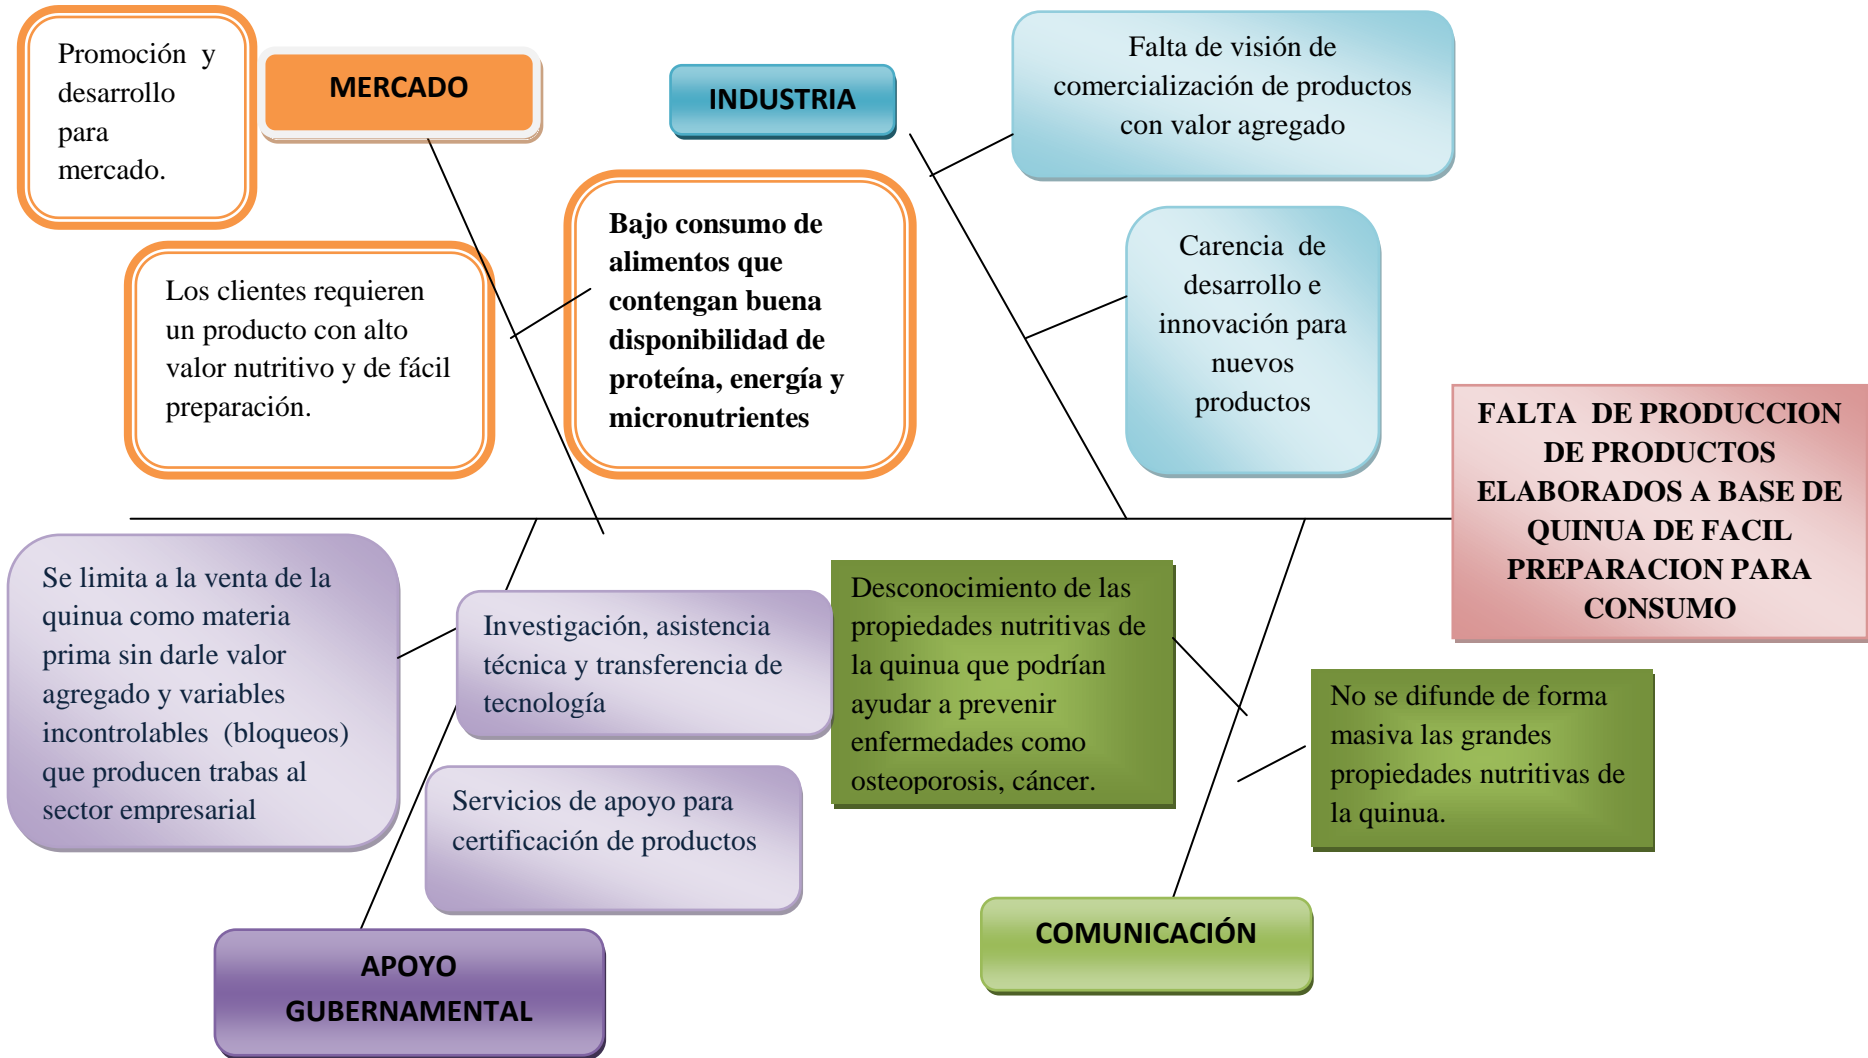 Promoción y
desarrollo
para
mercado.
MERCADO
INDUSTRIA
Falta de visión de
comercialización de productos
con valor agregado
Los clientes requieren
un producto con alto
valor nutritivo y de fácil
preparación.
Bajo consumo de
alimentos que
contengan buena
disponibilidad de
proteína, energía y
micronutrientes
Carencia de
desarrollo e
innovación para
nuevos
productos
FALTA DE PRODUCCION
DE PRODUCTOS
ELABORADOS A BASE DE
QUINUA DE FACIL
PREPARACION PARA
CONSUMO
Se limita a la venta de la
quinua como materia
prima sin darle valor
agregado y variables
incontrolables (bloqueos)
que producen trabas al
sector empresarial
Investigación, asistencia
técnica y transferencia de
tecnología
Servicios de apoyo para
certificación de productos
Desconocimiento de las
propiedades nutritivas de
la quinua que podrían
ayudar a prevenir
enfermedades como
osteoporosis, cáncer.
No se difunde de forma
masiva las grandes
propiedades nutritivas de
la quinua.
APOYO
GUBERNAMENTAL
COMUNICACIÓN